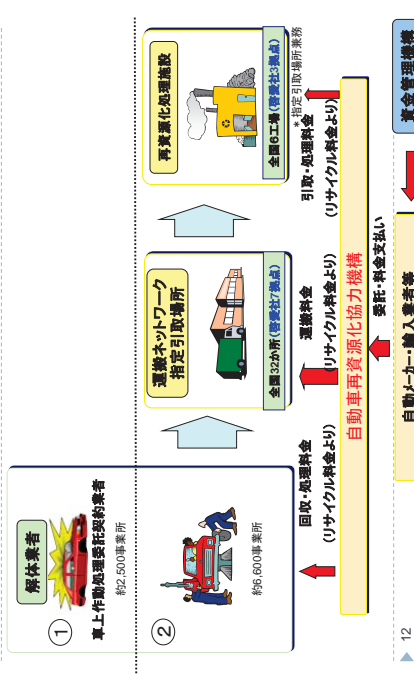 解体業者
①
車上作動処理委託契約業者
約2,500事業所
②
約6,600事業所
運搬ネットワーク
指定引取場所
全国32か所(啓愛社7拠点)
再資源化処理施設
全国6工場(啓愛社3拠点)
*指定引取場所兼務
回収・処理料金
(リサイクル料金より)
運搬料金
(リサイクル料金より)
引取・処理料金
(リサイクル料金より)
自動車再資源化協力機構
委託・料金支払い
自動メーカー・輸入業者等
資金管理機構
12